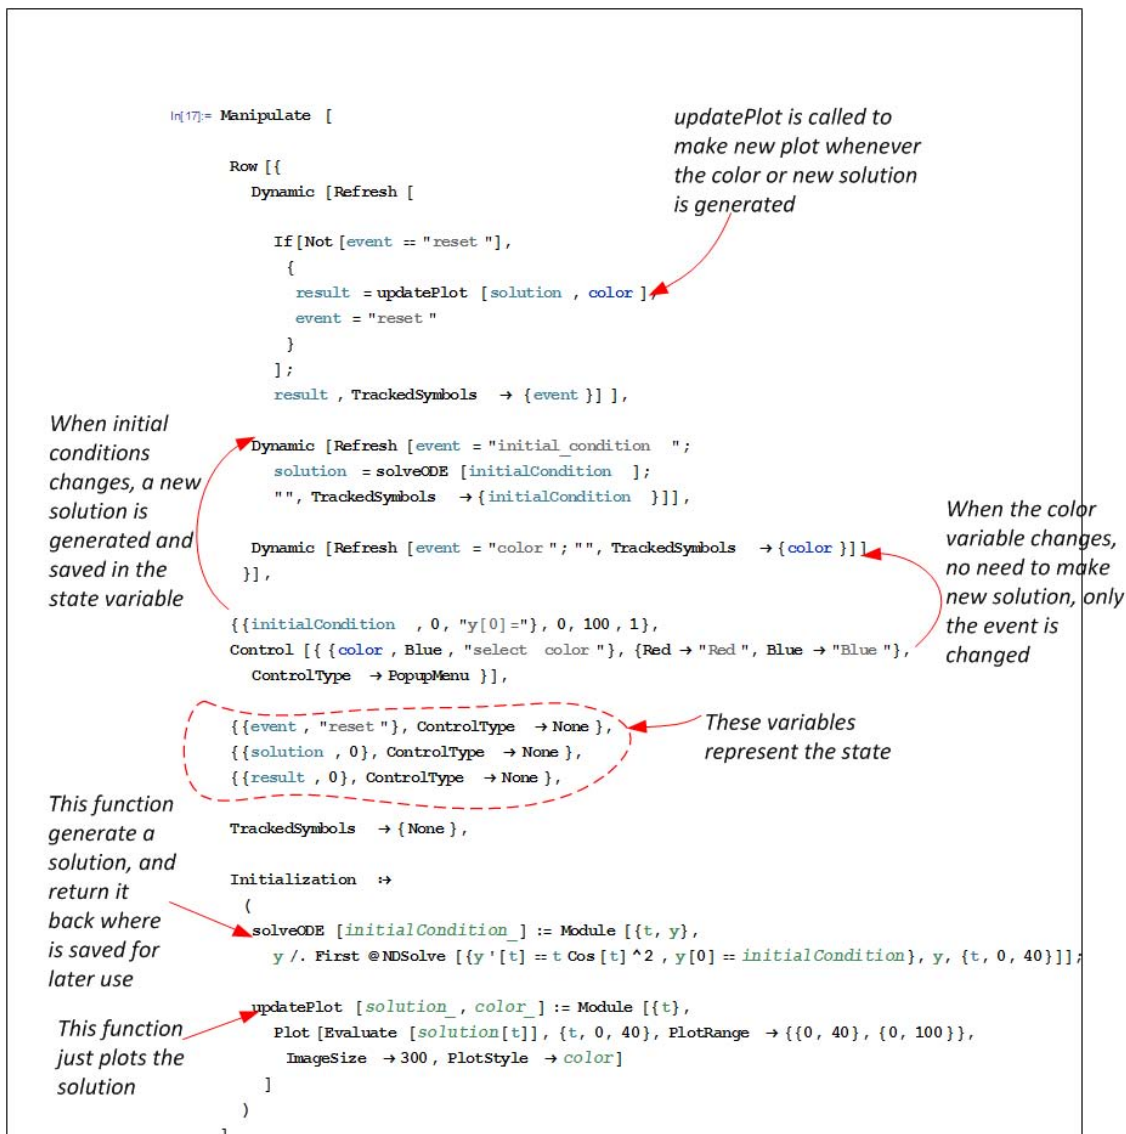 In[17]:= Manipulate [
updatePlot is called to
make new plot whenever
the color or new solution
is generated
Row [{
Dynamic [Refresh [
If[Not [event == "reset "],
{
result = updatePlot [solution , color ],
event = "reset "
}
];
result , TrackedSymbols → {event }] ],
When initial
conditions
changes, a new
solution is
generated and
saved in the
state variable
Dynamic [Refresh [event = "initial_condition ";
solution = solveODE [initialCondition ];
"", TrackedSymbols → {initialCondition }]],
Dynamic [Refresh [event = "color "; "", TrackedSymbols → {color }]]
}],
When the color
variable changes,
no need to make
new solution, only
the event is
changed
{{initialCondition , 0, "y[0]="}, 0, 100 , 1},
Control [{ {color , Blue , "select color "}, {Red → "Red ", Blue → "Blue "},
ControlType → PopupMenu }],
{{event , "reset "}, ControlType → None },
{{solution , 0}, ControlType → None },
{{result , 0}, ControlType → None },
These variables
represent the state
TrackedSymbols → {None },
This function
generate a
solution, and
return it
back where
is saved for
later use
Initialization :→
(
solveODE [initialCondition_] := Module [{t, y},
y /. First @ NDSolve [{y '[t] == t Cos [t] ^2 , y[0] == initialCondition}, y, {t, 0, 40}]];
updatePlot [solution_ , color_] := Module [{t},
Plot [Evaluate [solution[t]], {t, 0, 40}, PlotRange → {{0, 40}, {0, 100}},
ImageSize → 300 , PlotStyle → color]
]
)
This function
just plots the
solution
]